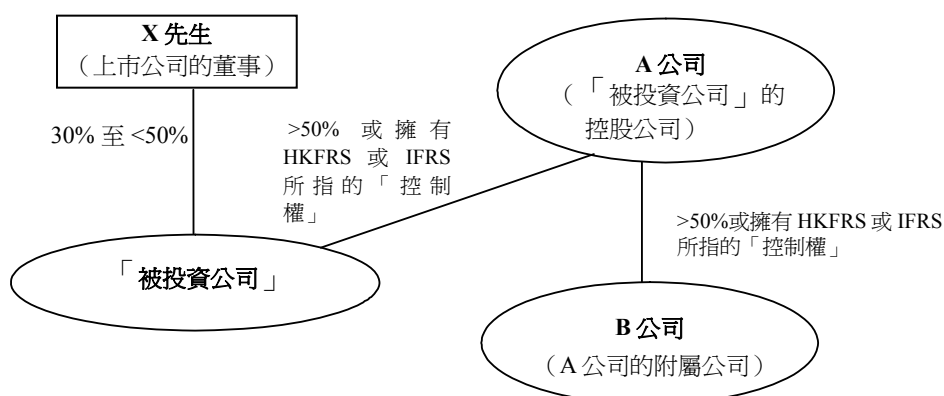 X 先生
（上市公司的董事）
A 公司
（「被投資公司」的
控股公司）
30% 至 <50%
>50% 或擁有
HKFRS 或 IFRS
所指的「控制
權」
>50%或擁有 HKFRS 或 IFRS
所指的「控制權」
「被投資公司」
B 公司
（A 公司的附屬公司）